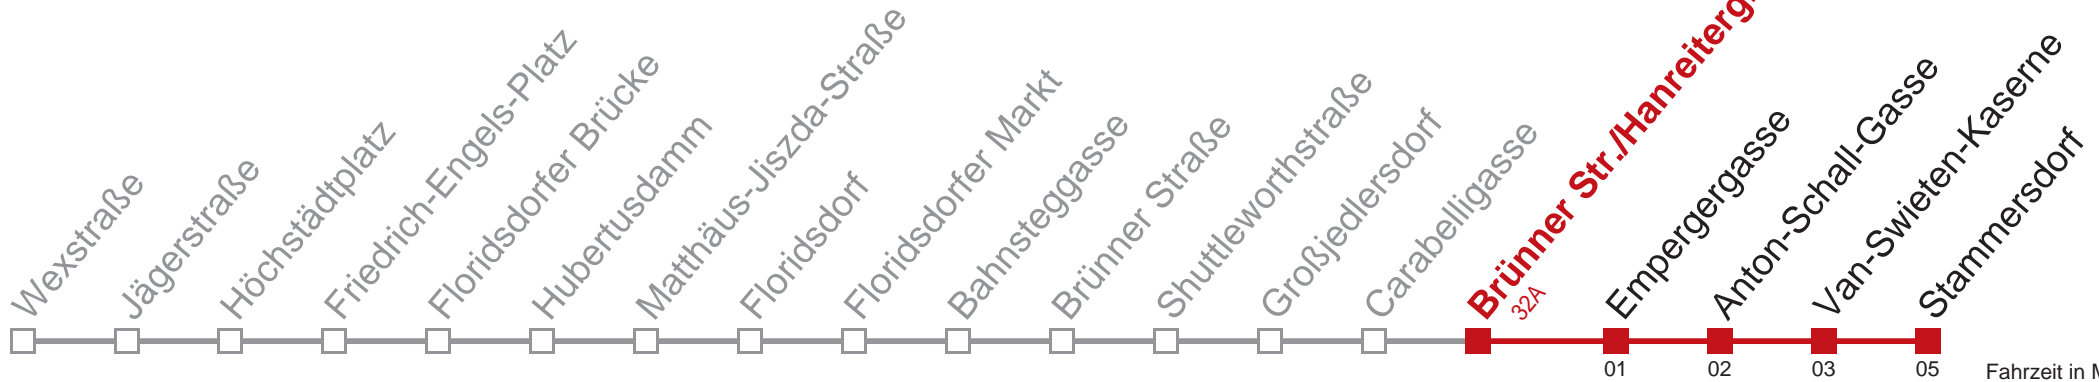 Wexstraße
Jägerstraße
Höchstädtplatz
Friedrich-Engels-Platz
Floridsdorfer Brücke
Hubertusdamm
Matthäus-Jiszda-Straße
Floridsdorf
Floridsdorfer Markt
Bahnsteggasse
Brünner Straße
Shuttleworthstraße
Großjedlersdorf
Carabelligasse
Brünner Str./Hanreiterg
32A
Empergergasse
Anton-Schall-Gasse
Van-Swieten-Kaserne
Stammersdorf
01 02 03 05
Fahrzeit in